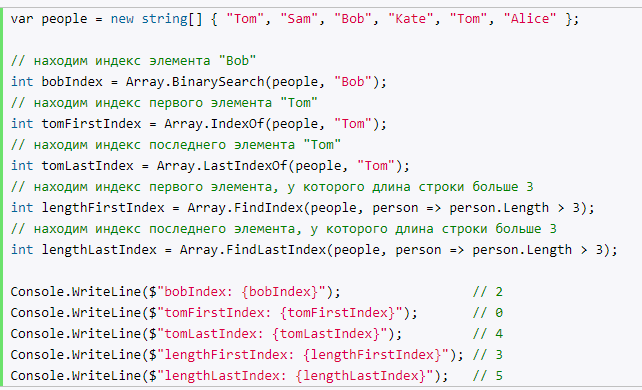 var people = new string[] { "Tom", "Sam", "Bob", "Kate", "Tom", "Alice" };

// находим индекс элемента "Bob"
int bobIndex = Array.BinarySearch(people, "Bob");
// находим индекс первого элемента "Tom"
int tomFirstIndex = Array.IndexOf(people, "Tom");
// находим индекс последнего элемента "Tom"
int tomLastIndex = Array.LastIndexOf(people, "Tom");
// находим индекс первого элемента, у которого длина строки больше 3
int lengthFirstIndex = Array.FindIndex(people, person => person.Length > 3);
// находим индекс последнего элемента, у которого длина строки больше 3
int lengthLastIndex = Array.FindLastIndex(people, person => person.Length > 3);

Console.WriteLine($"bobIndex: {bobIndex}");                 // 2
Console.WriteLine($"tomFirstIndex: {tomFirstIndex}");       // 0
Console.WriteLine($"tomLastIndex: {tomLastIndex}");         // 4
Console.WriteLine($"lengthFirstIndex: {lengthFirstIndex}"); // 3
Console.WriteLine($"lengthLastIndex: {lengthLastIndex}");   // 5